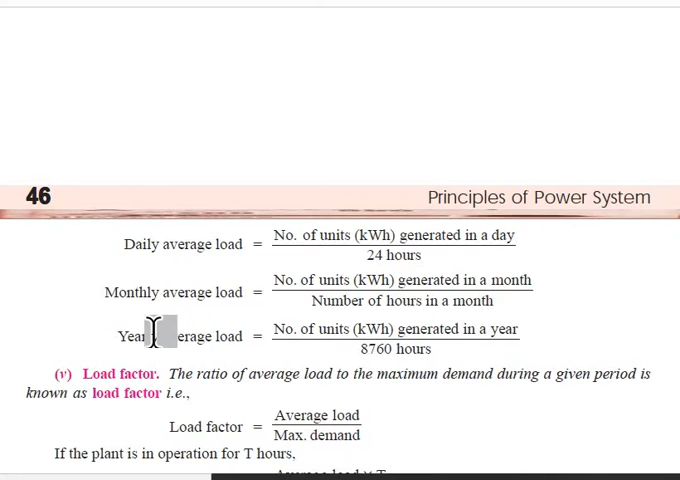 46 Principles of Power System
Daily average load = No. of units (kWh) generated in a day
24 hours
Monthly average load = No. of units (kWh) generated in a month
Number of hours in a month
Year erage load = No. of units (kWh) generated in a year
8760 hours
(v) Load factor. The ratio of average load to the maximum demand during a given period is
known as load factor i.e.,
Load factor = Average load
Max. demand
If the plant is in operation for T hours,
Average load × T